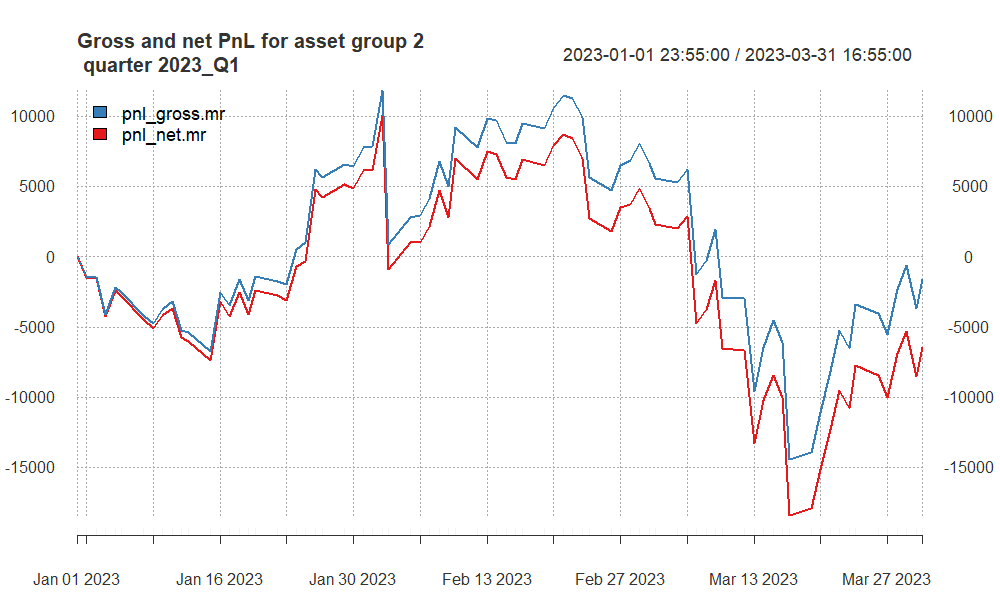 Gross and net PnL for asset group 2
quarter 2023_Q1
2023-01-01 23:55:00 / 2023-03-31 16:55:00
pnl_gross.mr
pnl_net.mr
10000 10000
5000 5000
0 0
-5000 -5000
-10000 -10000
-15000 -15000
Jan 01 2023 Jan 16 2023 Jan 30 2023 Feb 13 2023 Feb 27 2023 Mar 13 2023 Mar 27 2023